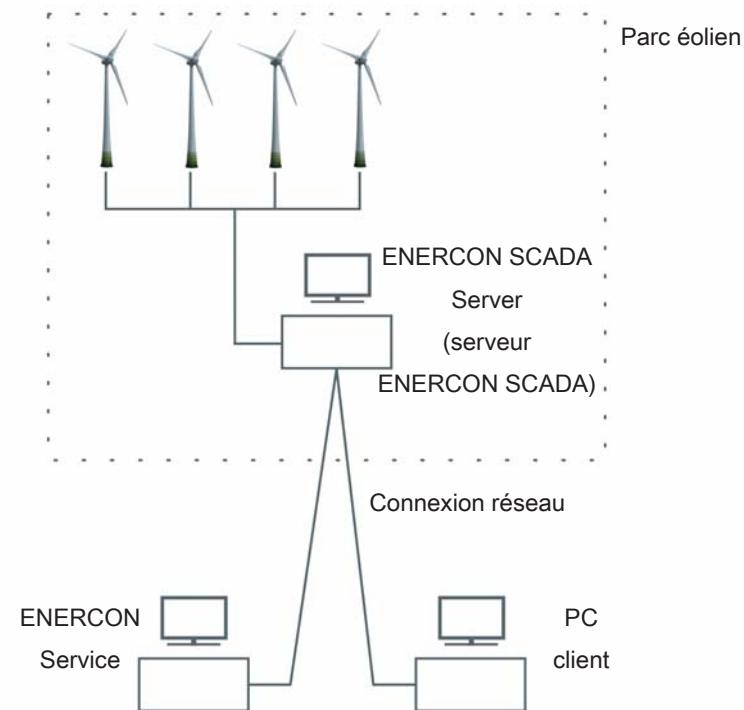 Parc éolien
ENERCON SCADA
Server
(serveur
ENERCON SCADA)
Connexion réseau
ENERCON
Service
PC
client